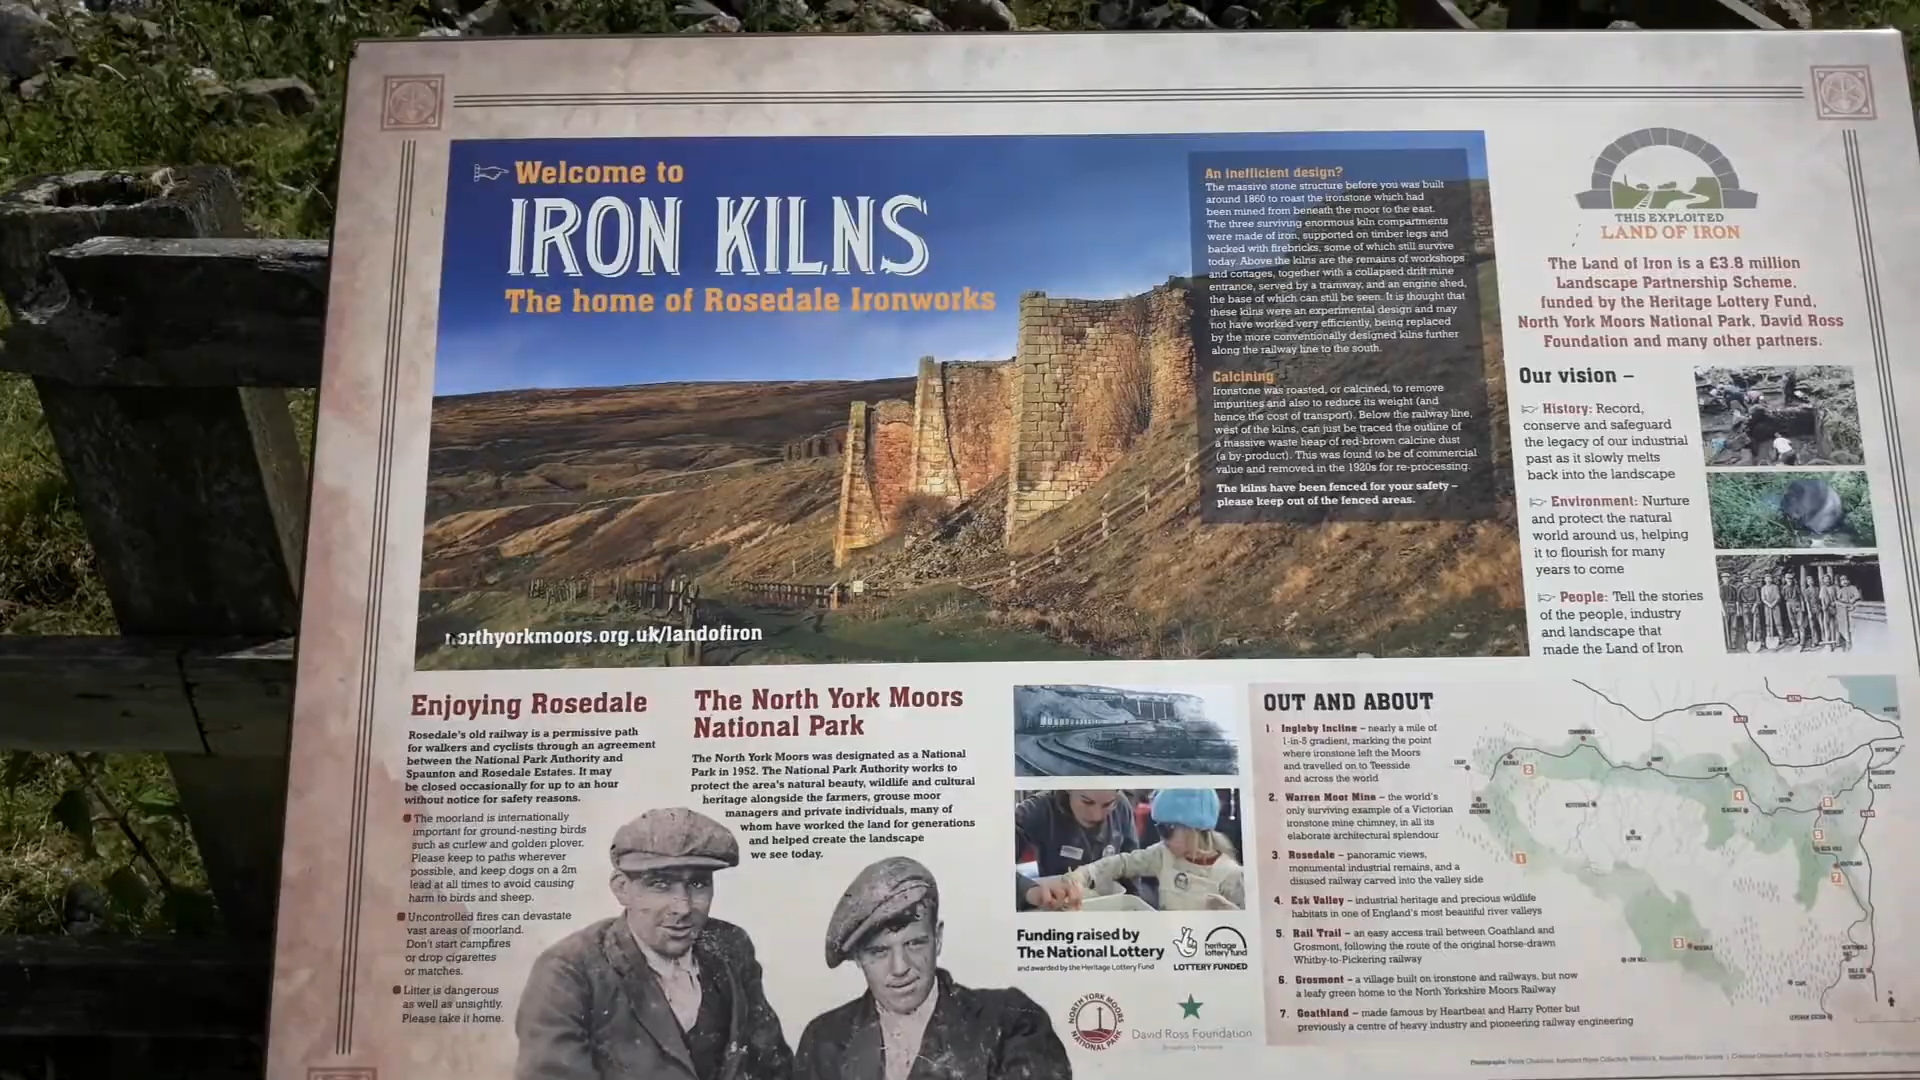 Welcome to
IRON KILNS
The home of Rosedale Ironworks
northyorkmoors.org.uk/landofiron
An inefficient design?
The massive stone structure before you was built
around 1860 to roast the ironstone which had
been mined from beneath the moor to the east.
The three surviving enormous kiln compartments
were made of iron, supported on timber legs and
backed with firebricks, some of which still survive
today. Above the kilns are the remains of workshops
and cottages, together with a collapsed drift mine
entrance, served by a tramway, and an engine shed,
the base of which can still be seen. It is thought that
these kilns were an experimental design and may
not have worked very efficiently, being replaced
by the more conventionally designed kilns further
along the railway line to the south.
Calcining
Ironstone was roasted, or calcined, to remove
impurities and also to reduce its weight (and
hence the cost of transport). Below the railway line,
west of the kilns, can just be traced the outline of
a massive waste heap of red-brown calcine dust
(a by-product). This was found to be of commercial
value and removed in the 1920s for re-processing.
The kilns have been fenced for your safety –
please keep out of the fenced areas.
THIS EXPLOITED
LAND OF IRON
The Land of Iron is a £3.8 million
Landscape Partnership Scheme,
funded by the Heritage Lottery Fund,
North York Moors National Park, David Ross
Foundation and many other partners.
Our vision –
History: Record,
conserve and safeguard
the legacy of our industrial
past as it slowly melts
back into the landscape
Environment: Nurture
and protect the natural
world around us, helping
it to flourish for many
years to come
People: Tell the stories
of the people, industry
and landscape that
made the Land of Iron
Enjoying Rosedale
Rosedale's old railway is a permissive path
for walkers and cyclists through an agreement
between the National Park Authority and
Spaunton and Rosedale Estates. It may
be closed occasionally for up to an hour
without notice for safety reasons.
The moorland is internationally
important for ground-nesting birds
such as curlew and golden plover.
Please keep to paths wherever
possible, and keep dogs on a 2m
lead at all times to avoid causing
harm to birds and sheep.
Uncontrolled fires can devastate
vast areas of moorland.
Don't start campfires
or drop cigarettes
or matches.
Litter is dangerous
as well as unsightly.
Please take it home.
The North York Moors
National Park
The North York Moors was designated as a National
Park in 1952. The National Park Authority works to
protect the area's natural beauty, wildlife and cultural
heritage alongside the farmers, grouse moor
managers and private individuals, many of
whom have worked the land for generations
and helped create the landscape
we see today.
Funding raised by
The National Lottery
and awarded by the Heritage Lottery Fund
heritage
lottery fund
LOTTERY FUNDED
NORTH YORK MOORS
NATIONAL PARK
David Ross Foundation
OUT AND ABOUT
1. Ingleby Incline – nearly a mile of
1-in-5 gradient, marking the point
where ironstone left the Moors
and travelled on to Teesside
and across the world
2. Warren Moor Mine – the world's
only surviving example of a Victorian
ironstone mine chimney, in all its
elaborate architectural splendour
3. Rosedale – panoramic views,
monumental industrial remains, and a
disused railway carved into the valley side
4. Esk Valley – industrial heritage and precious wildlife
habitats in one of England's most beautiful river valleys
5. Rail Trail – an easy access trail between Goathland and
Grosmont, following the route of the original horse-drawn
Whitby-to-Pickering railway
6. Grosmont – a village built on ironstone and railways, but now
a leafy green home to the North Yorkshire Moors Railway
7. Goathland – made famous by Heartbeat and Harry Potter but
previously a centre of heavy industry and pioneering railway engineering
2
4
6
5
7
1
3